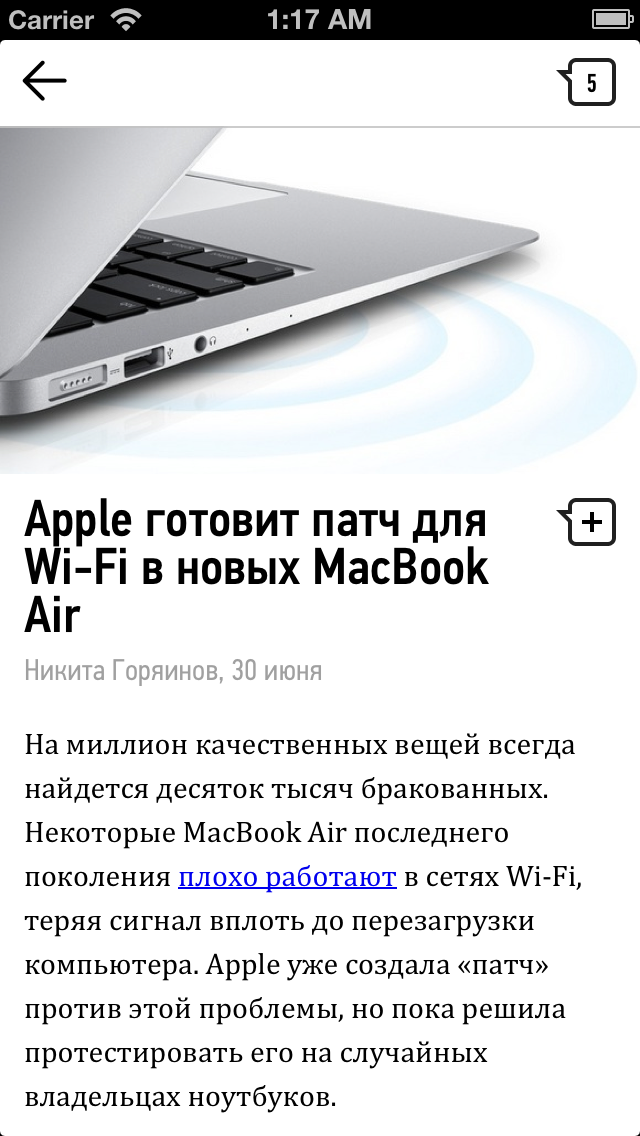 Carrier 1:17 AM
5
Apple готовит патч для
Wi-Fi в новых MacBook
Air
+
Никита Горяинов, 30 июня
На миллион качественных вещей всегда
найдется десяток тысяч бракованных.
Некоторые MacBook Air последнего
поколения плохо работают в сетях Wi-Fi,
теряя сигнал вплоть до перезагрузки
компьютера. Apple уже создала «патч»
против этой проблемы, но пока решила
протестировать его на случайных
владельцах ноутбуков.